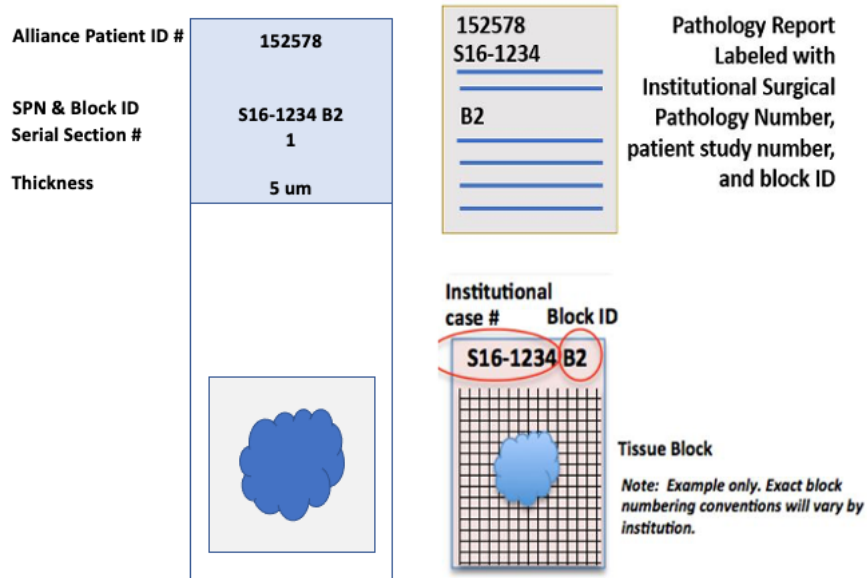 Alliance Patient ID #
152578
SPN & Block ID
S16-1234 B2
Serial Section #
1
Thickness
5 um
152578
S16-1234
B2
Pathology Report
Labeled with
Institutional Surgical
Pathology Number,
patient study number,
and block ID
Institutional
case #
Block ID
S16-1234 B2
Tissue Block
Note: Example only. Exact block
numbering conventions will vary by
institution.